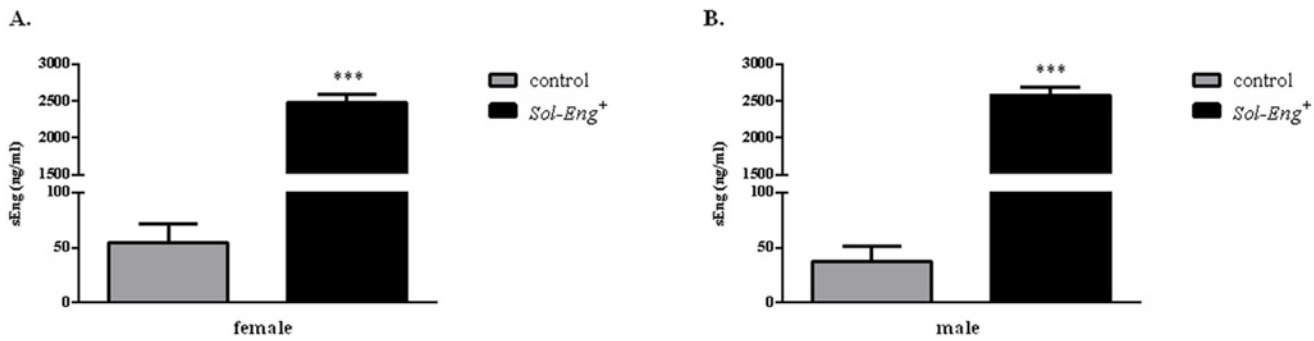 A.
3000
2500
2000
1500
100
50
0
sEng (ng/ml)
***
control
Sol-Eng+
female
B.
3000
2500
2000
1500
100
50
0
sEng (ng/ml)
***
control
Sol-Eng+
male